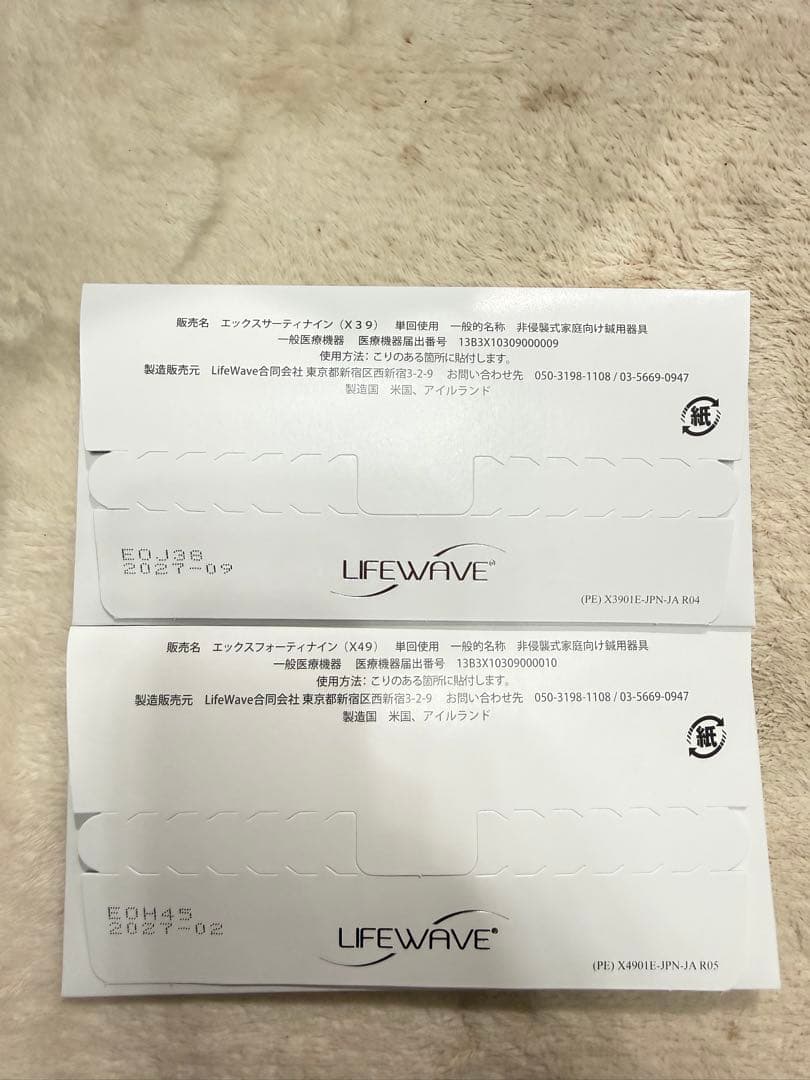 販売名　エックスサーティナイン（X39）　単回使用　一般的名称　非侵襲式家庭向け鍼用器具
一般医療機器　医療機器届出番号　13B3X10309000009
使用方法：こりのある箇所に貼付します。
製造販売元　LifeWave合同会社 東京都新宿区西新宿3-2-9　お問い合わせ先　050-3198-1108 / 03-5669-0947
製造国　米国、アイルランド
紙
EOJ38
2027-09
LIFEWAVE®
(PE) X3901E-JPN-JA R04
販売名　エックスフォーティナイン（X49）　単回使用　一般的名称　非侵襲式家庭向け鍼用器具
一般医療機器　医療機器届出番号　13B3X10309000010
使用方法：こりのある箇所に貼付します。
製造販売元　LifeWave合同会社 東京都新宿区西新宿3-2-9　お問い合わせ先　050-3198-1108 / 03-5669-0947
製造国　米国、アイルランド
紙
EOH45
2027-02
LIFEWAVE®
(PE) X4901E-JPN-JA R05